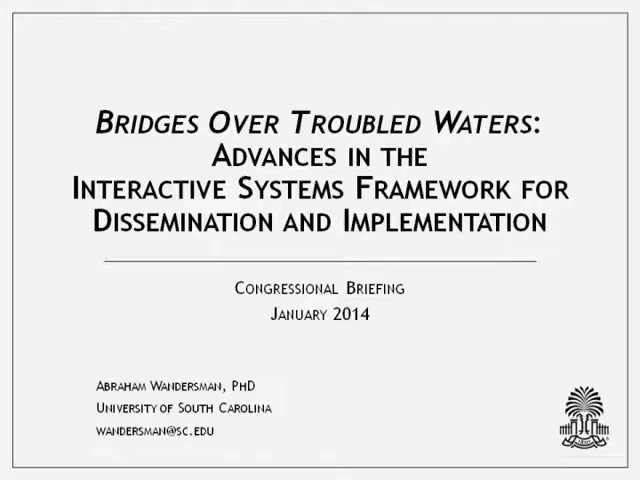 BRIDGES OVER TROUBLED WATERS:
ADVANCES IN THE
INTERACTIVE SYSTEMS FRAMEWORK FOR
DISSEMINATION AND IMPLEMENTATION
CONGRESSIONAL BRIEFING
JANUARY 2014
ABRAHAM WANDERSMAN, PHD
UNIVERSITY OF SOUTH CAROLINA
WANDERSMAN@SC.EDU